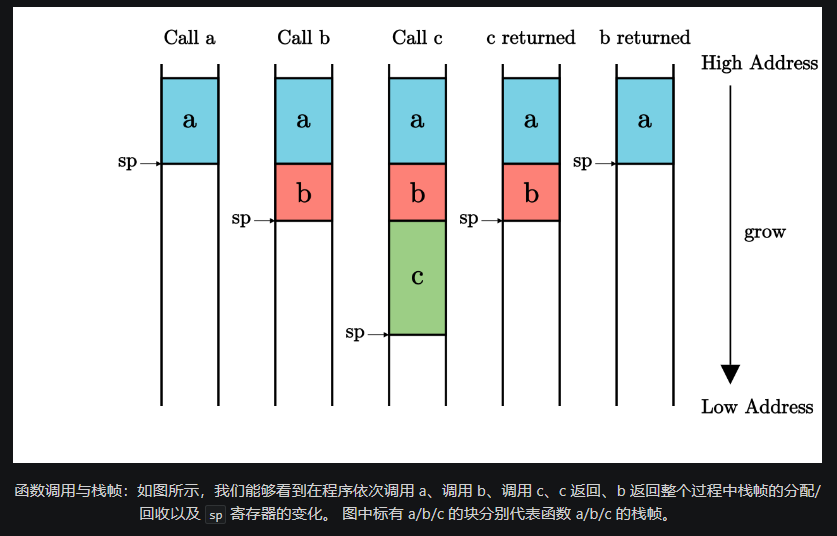 Call a
Call b
Call c
c returned
b returned
High Address
a
a
a
a
a
sp
sp
b
b
b
sp
sp
grow
c
sp
Low Address
函数调用与栈帧：如图所示，我们能够看到在程序依次调用 a、调用 b、调用 c、c 返回、b 返回整个过程中栈帧的分配/
回收以及 sp 寄存器的变化。 图中标有 a/b/c 的块分别代表函数 a/b/c 的栈帧。